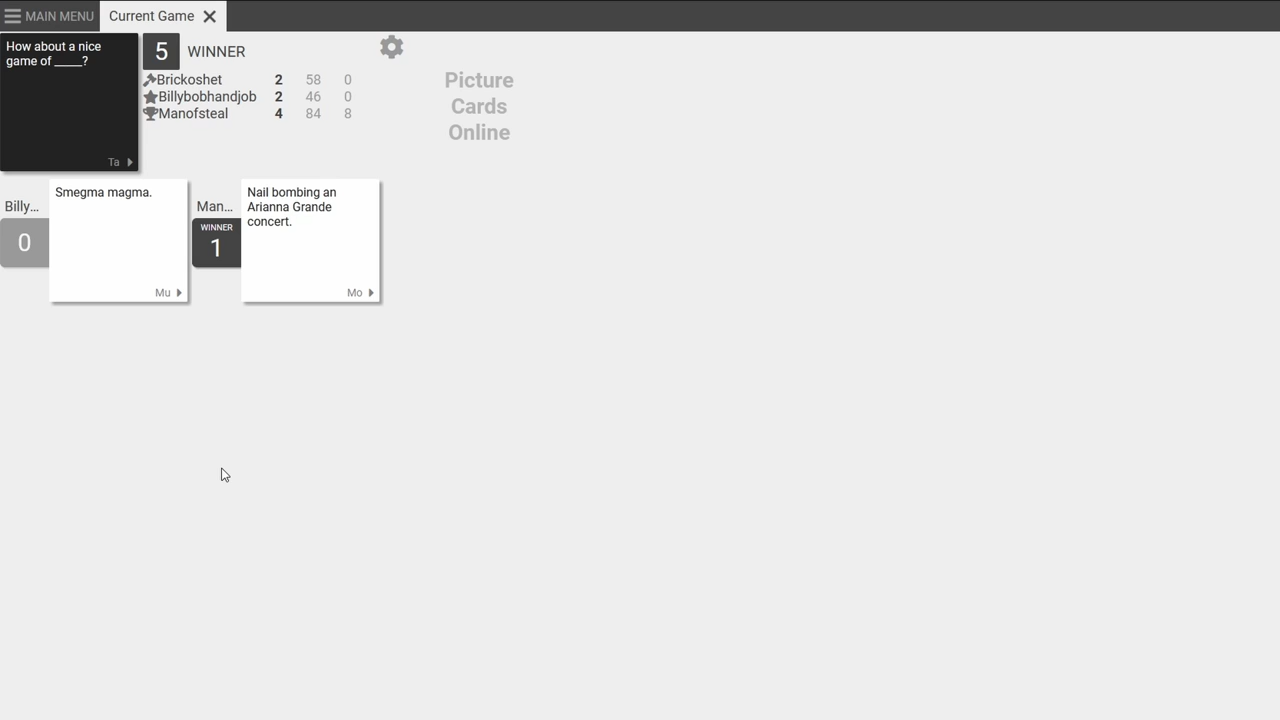 MAIN MENU
Current Game
How about a nice
game of _____?
Ta
5 WINNER
Brickoshet 2 58 0
Billybobhandjob 2 46 0
Manofsteal 4 84 8
Picture
Cards
Online
Billy...
0
Smegma magma.
Mu
Man...
WINNER
1
Nail bombing an
Arianna Grande
concert.
Mo